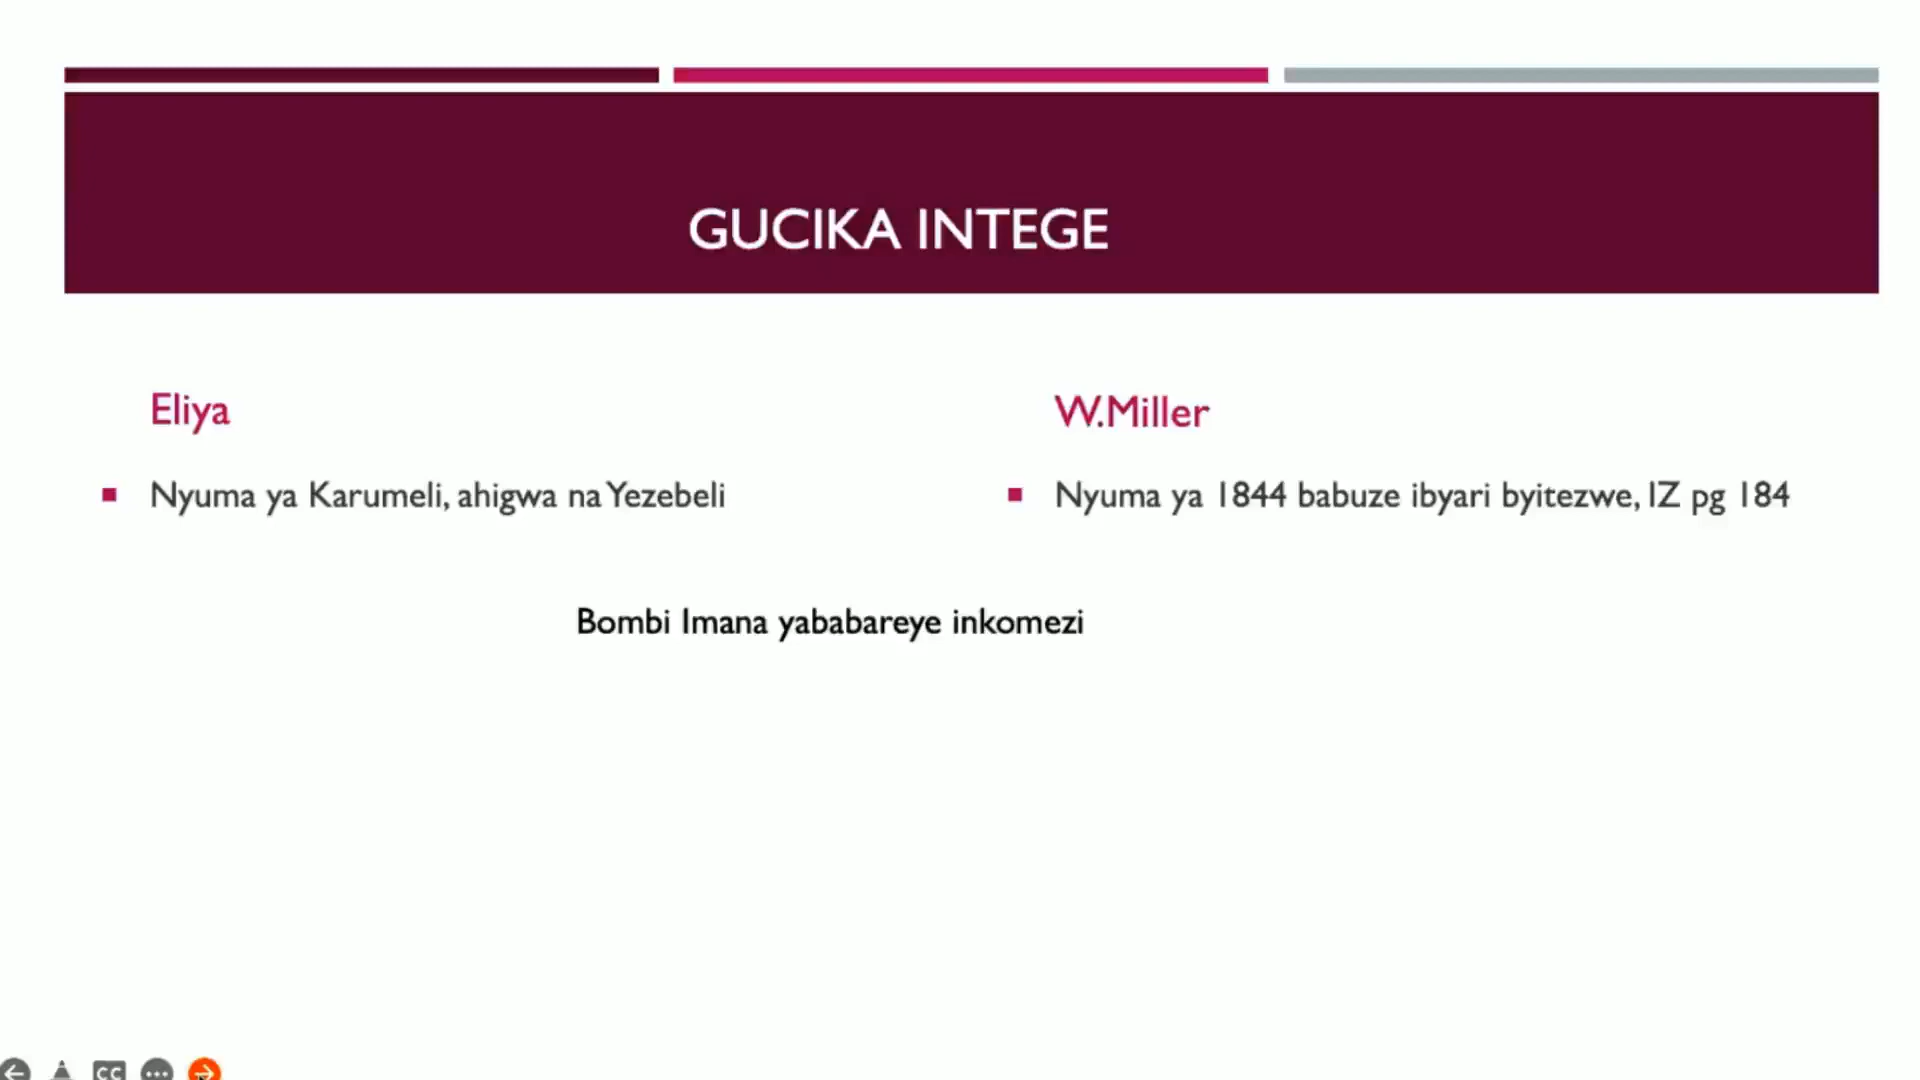 GUCIKA INTEGE
Eliya
Nyuma ya Karumeli, ahigwa na Yezebeli
W.Miller
Nyuma ya 1844 babuze ibyari byitezwe, IZ pg 184
Bombi Imana yababareye inkomezi
CC